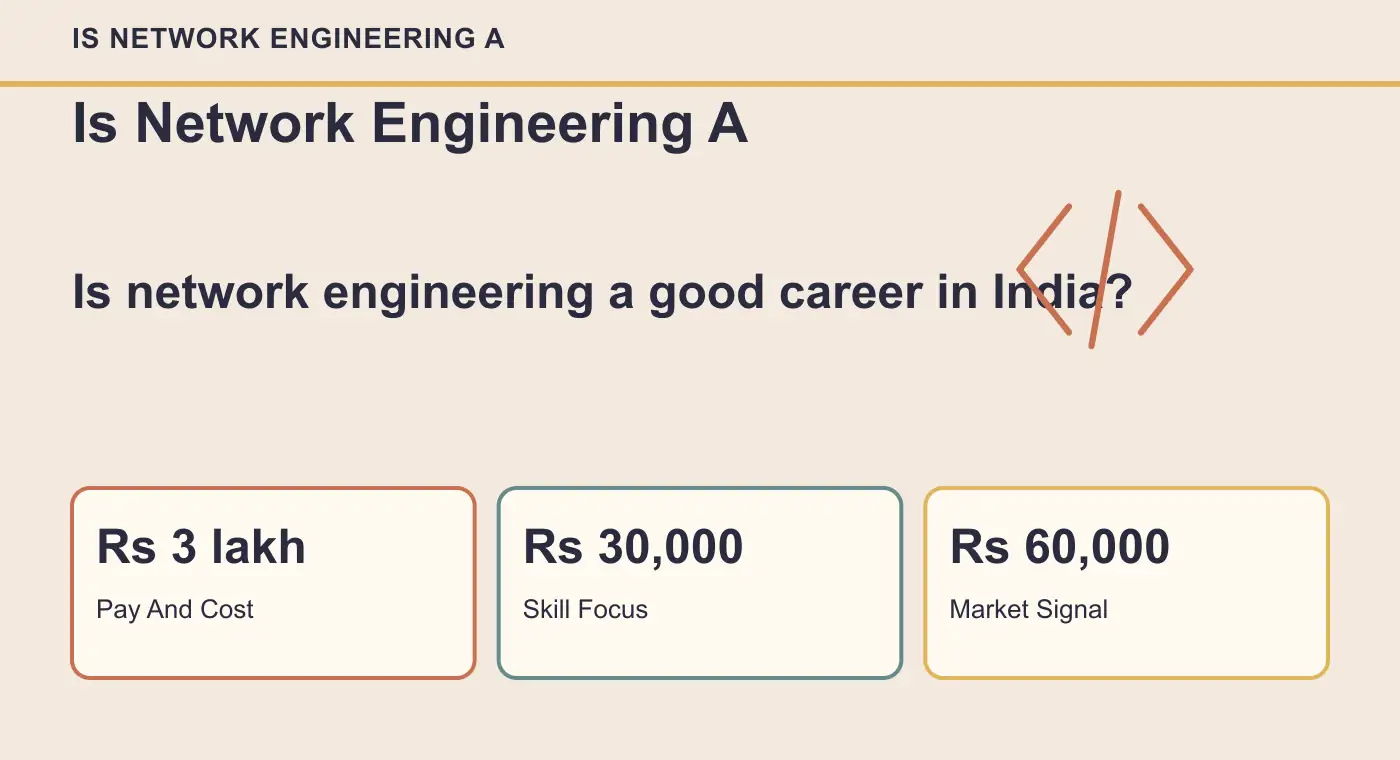 IS NETWORK ENGINEERING A
Is Network Engineering A
Is network engineering a good career in India?
Rs 3 lakh
Pay And Cost
Rs 30,000
Skill Focus
Rs 60,000
Market Signal